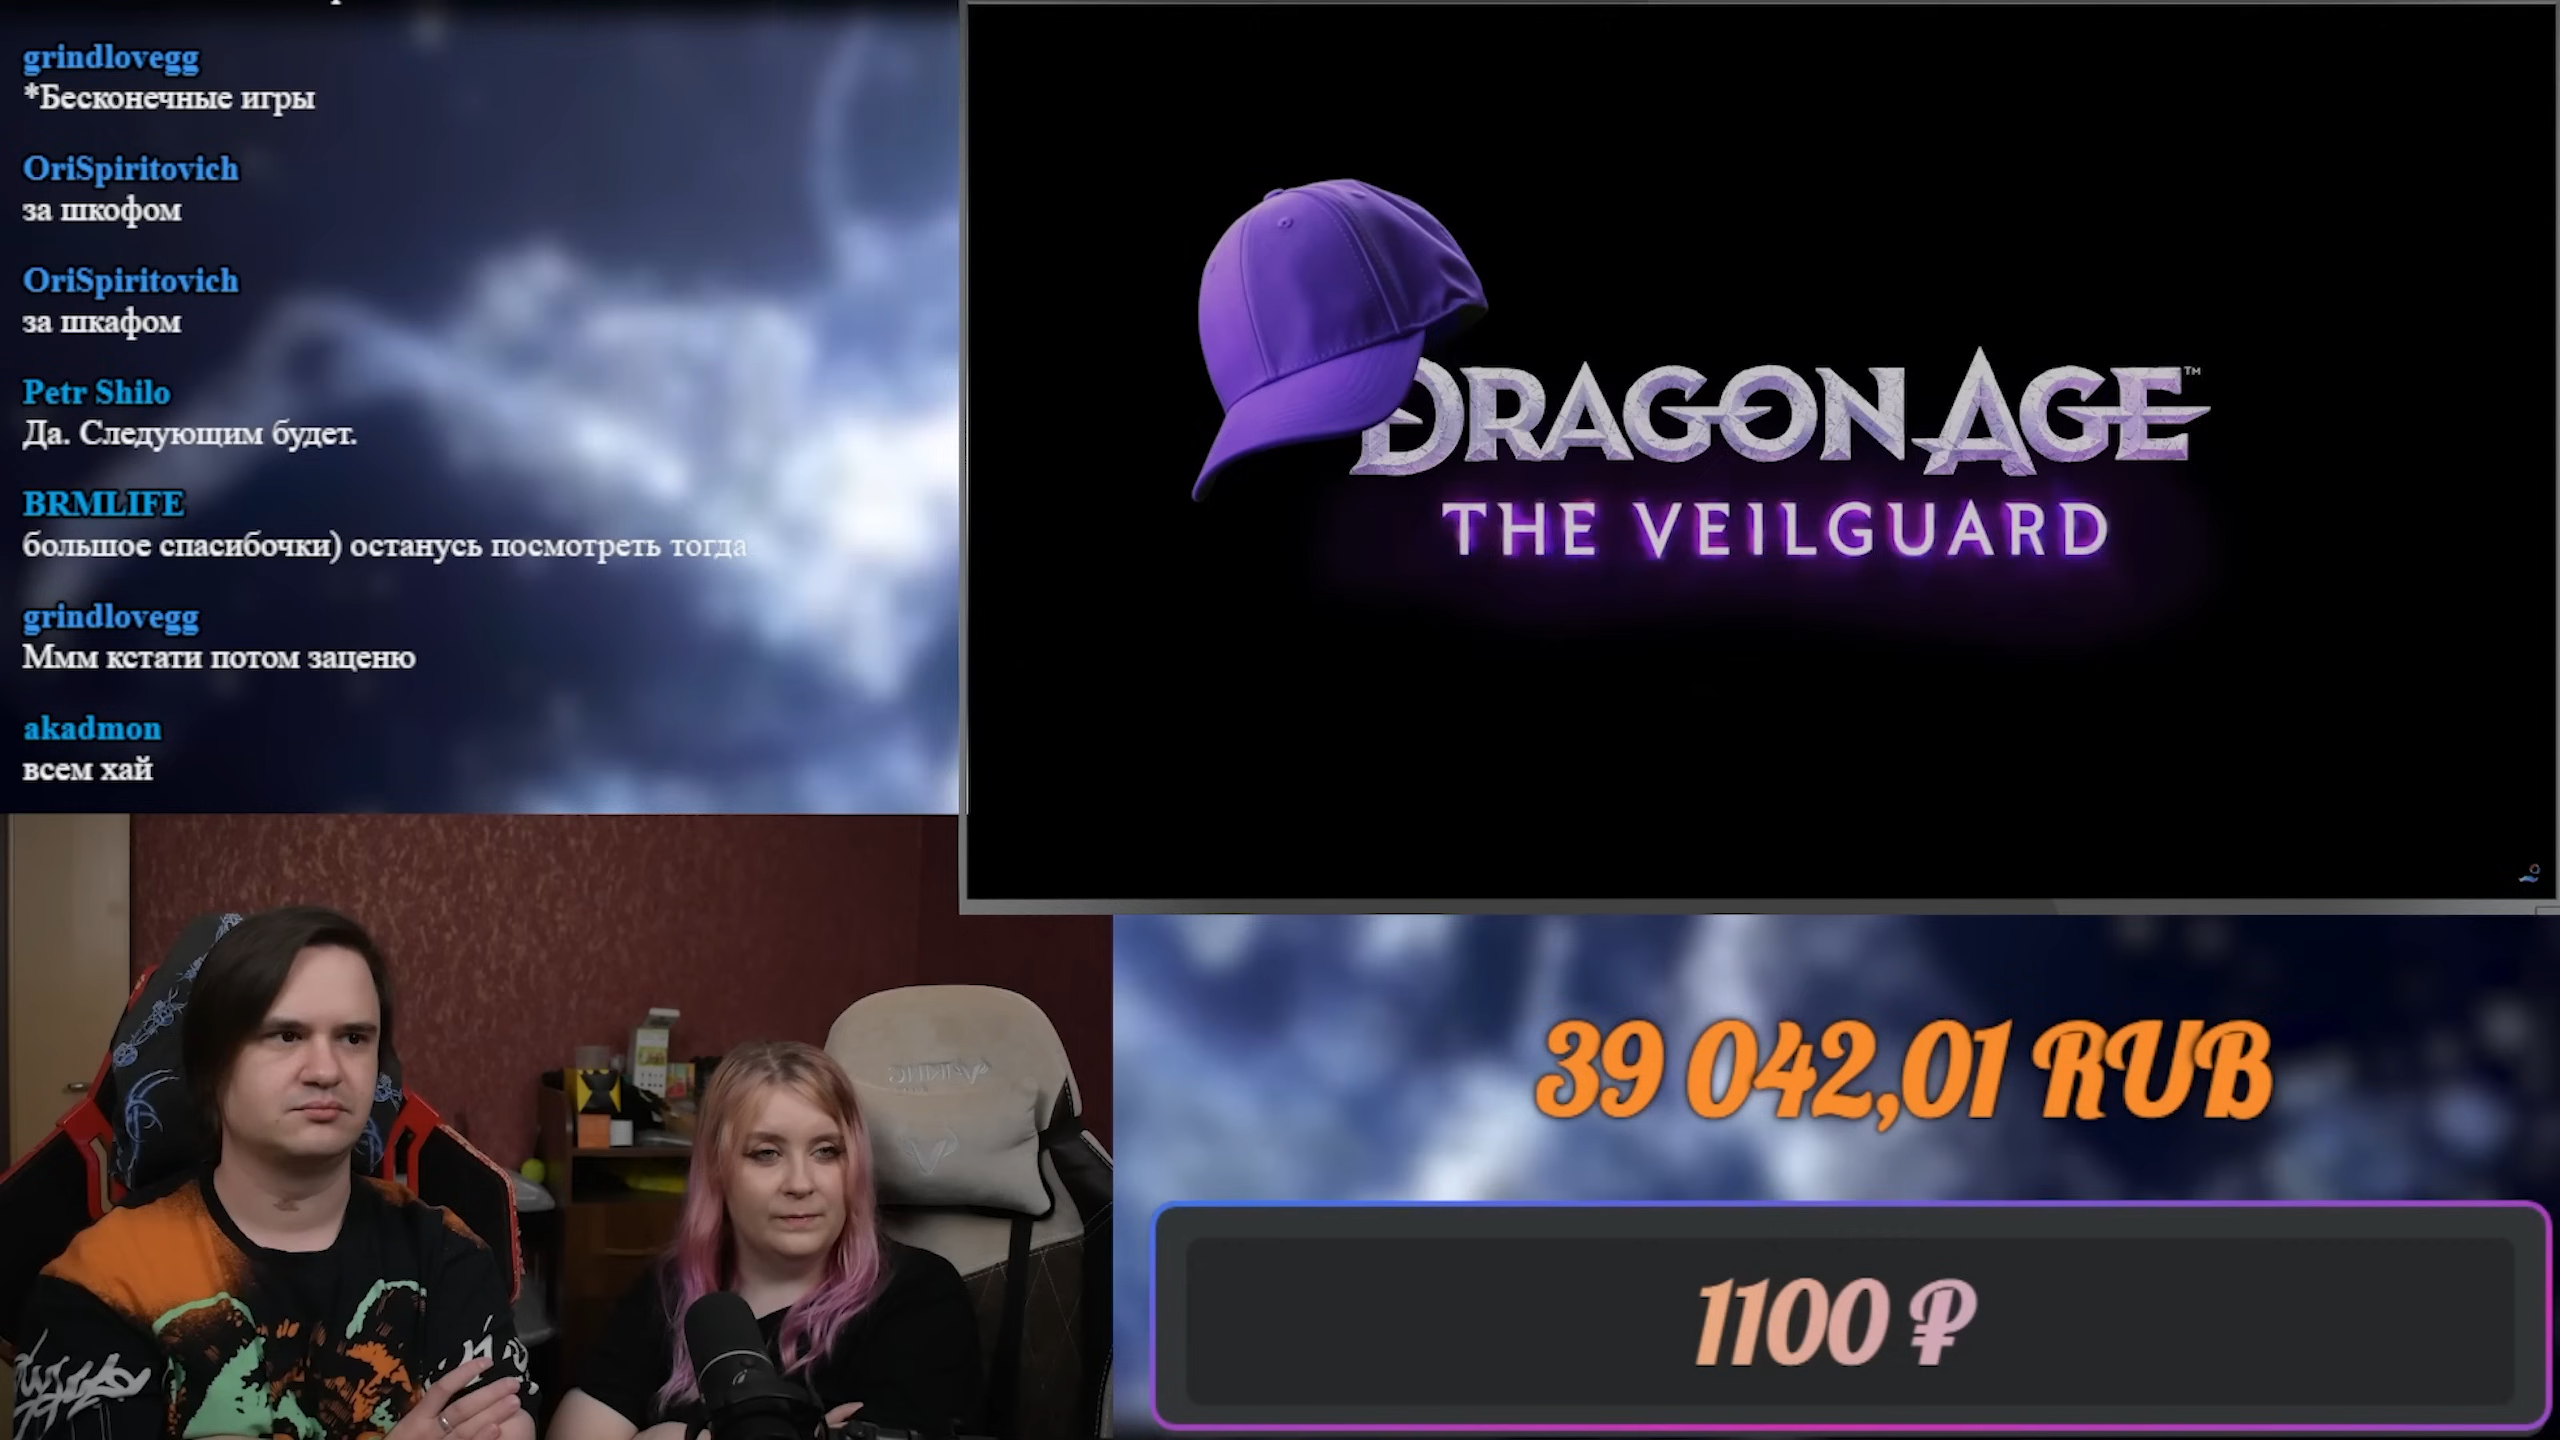 grindlovegg
*Бесконечные игры
OriSpiritovich
за шкофом
OriSpiritovich
за шкафом
Petr Shilo
Да. Следующим будет.
BRMLIFE
большое спасибочки) останусь посмотреть тогда
grindlovegg
Ммм кстати потом заценю
akadmon
всем хай
DRAGON AGE™
THE VEILGUARD
39 042,01 RUB
1100 ₽